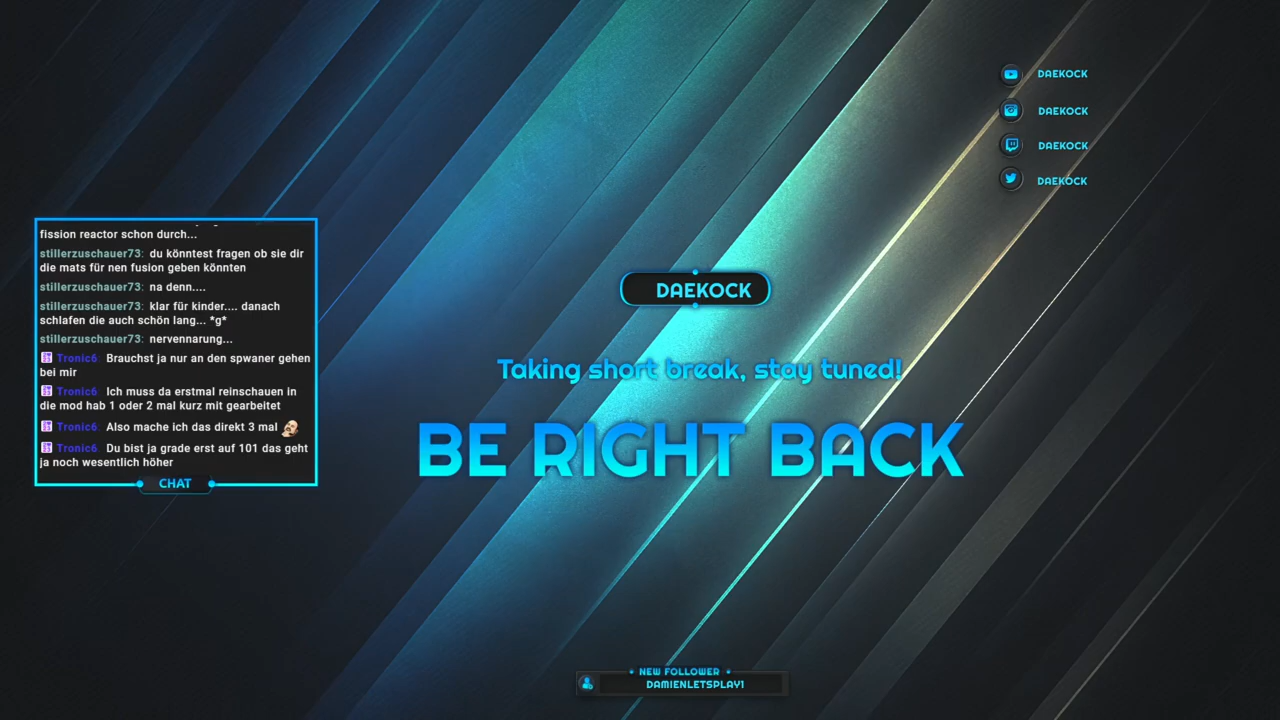 fission reactor schon durch...
stillerzuschauer73: du könntest fragen ob sie dir
die mats für nen fusion geben könnten
stillerzuschauer73: na denn....
stillerzuschauer73: klar für kinder.... danach
schlafen die auch schön lang... *g*
stillerzuschauer73: nervennarung...
Tronic6: Brauchst ja nur an den spwaner gehen
bei mir
Tronic6: Ich muss da erstmal reinschauen in
die mod hab 1 oder 2 mal kurz mit gearbeitet
Tronic6: Also mache ich das direkt 3 mal
Tronic6: Du bist ja grade erst auf 101 das geht
ja noch wesentlich höher
CHAT
DAEKOCK
DAEKOCK
DAEKOCK
DAEKOCK
DAEKOCK
Taking short break, stay tuned!
BE RIGHT BACK
NEW FOLLOWER
DAMIENLETSPLAY1